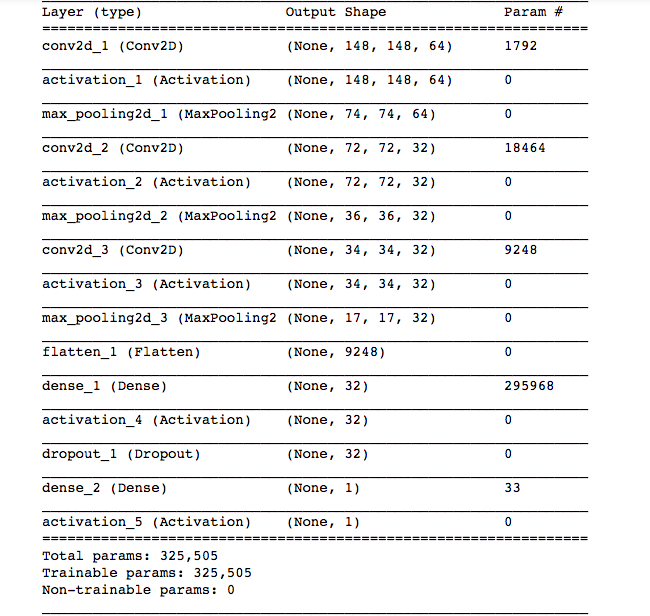 Layer (type) Output Shape Param #
=================================================================
conv2d_1 (Conv2D) (None, 148, 148, 64) 1792
activation_1 (Activation) (None, 148, 148, 64) 0
max_pooling2d_1 (MaxPooling2 (None, 74, 74, 64) 0
conv2d_2 (Conv2D) (None, 72, 72, 32) 18464
activation_2 (Activation) (None, 72, 72, 32) 0
max_pooling2d_2 (MaxPooling2 (None, 36, 36, 32) 0
conv2d_3 (Conv2D) (None, 34, 34, 32) 9248
activation_3 (Activation) (None, 34, 34, 32) 0
max_pooling2d_3 (MaxPooling2 (None, 17, 17, 32) 0
flatten_1 (Flatten) (None, 9248) 0
dense_1 (Dense) (None, 32) 295968
activation_4 (Activation) (None, 32) 0
dropout_1 (Dropout) (None, 32) 0
dense_2 (Dense) (None, 1) 33
activation_5 (Activation) (None, 1) 0
=================================================================
Total params: 325,505
Trainable params: 325,505
Non-trainable params: 0